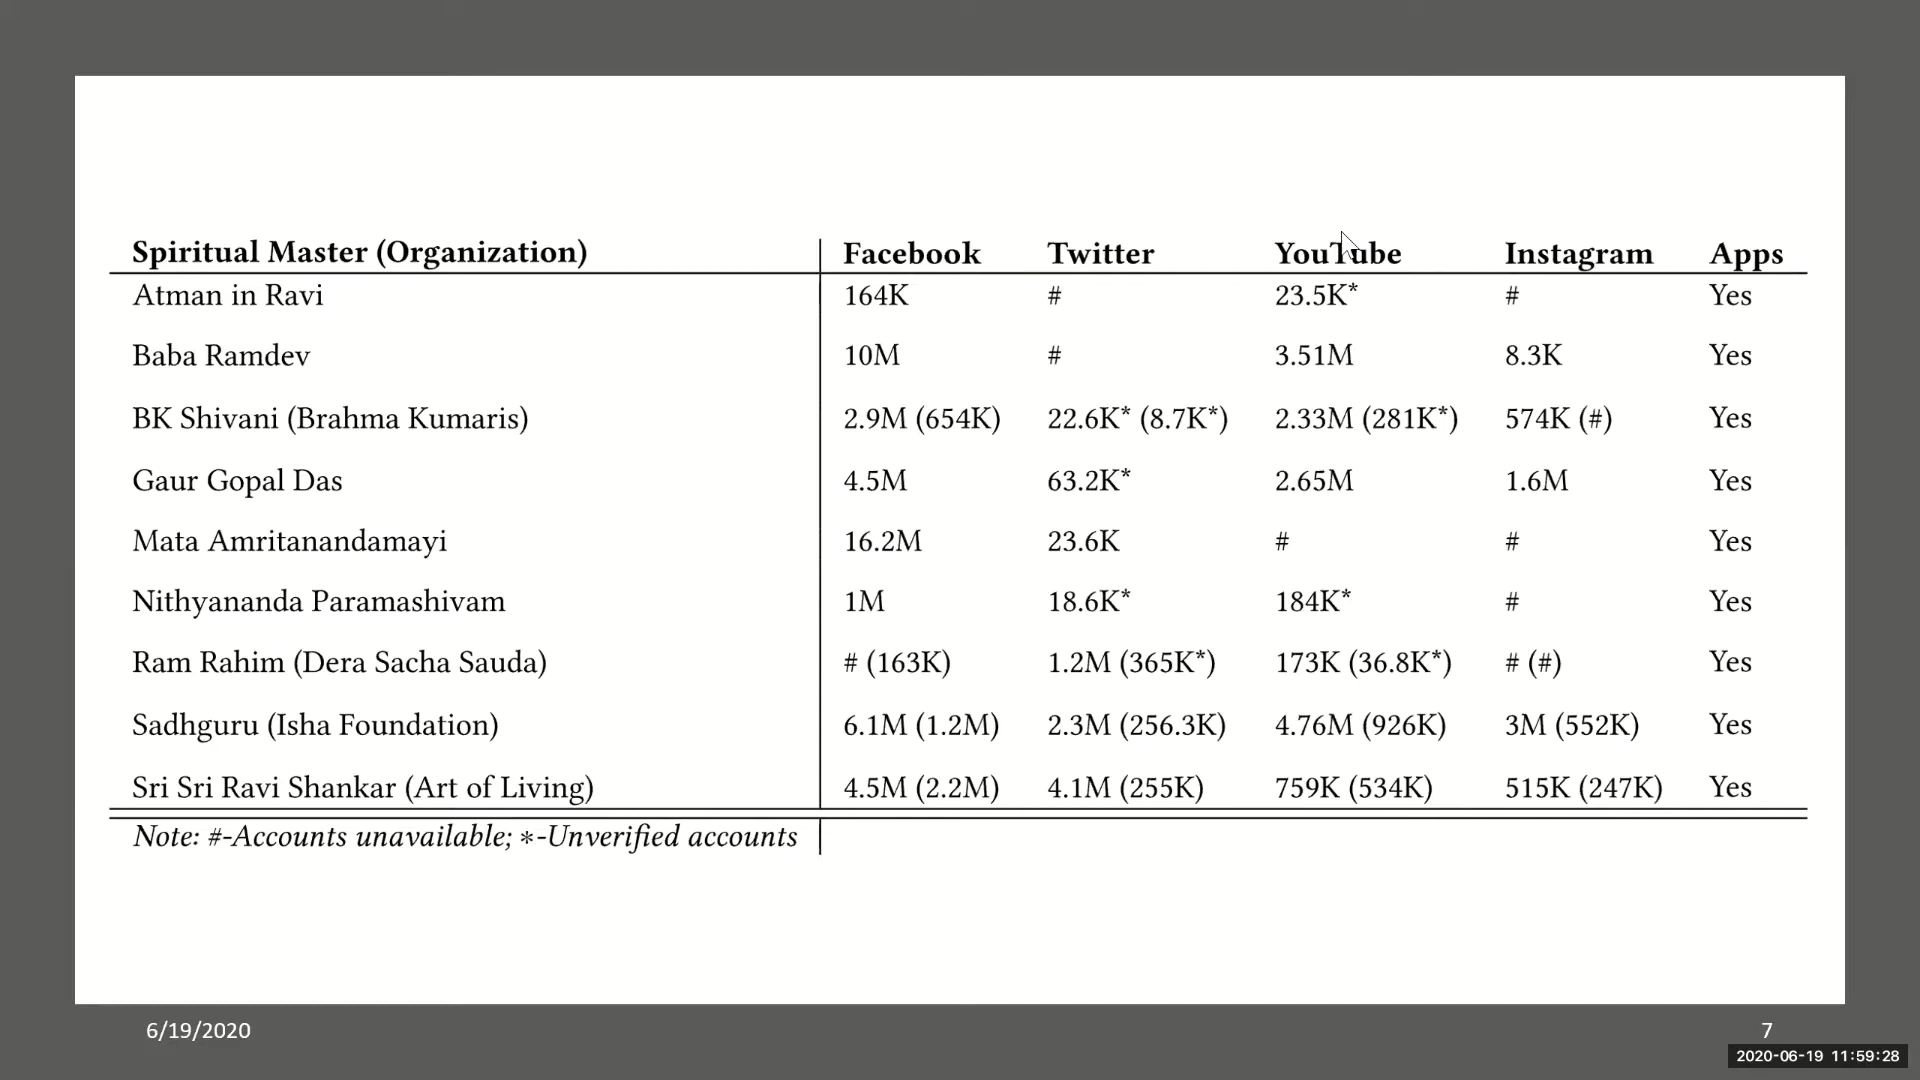 Spiritual Master (Organization) Facebook Twitter YouTube Instagram Apps
Atman in Ravi 164K # 23.5K* # Yes
Baba Ramdev 10M # 3.51M 8.3K Yes
BK Shivani (Brahma Kumaris) 2.9M (654K) 22.6K* (8.7K*) 2.33M (281K*) 574K (#) Yes
Gaur Gopal Das 4.5M 63.2K* 2.65M 1.6M Yes
Mata Amritanandamayi 16.2M 23.6K # # Yes
Nithyananda Paramashivam 1M 18.6K* 184K* # Yes
Ram Rahim (Dera Sacha Sauda) # (163K) 1.2M (365K*) 173K (36.8K*) # (#) Yes
Sadhguru (Isha Foundation) 6.1M (1.2M) 2.3M (256.3K) 4.76M (926K) 3M (552K) Yes
Sri Sri Ravi Shankar (Art of Living) 4.5M (2.2M) 4.1M (255K) 759K (534K) 515K (247K) Yes
Note: #-Accounts unavailable; *-Unverified accounts
6/19/2020 7
2020-06-19 11:59:28